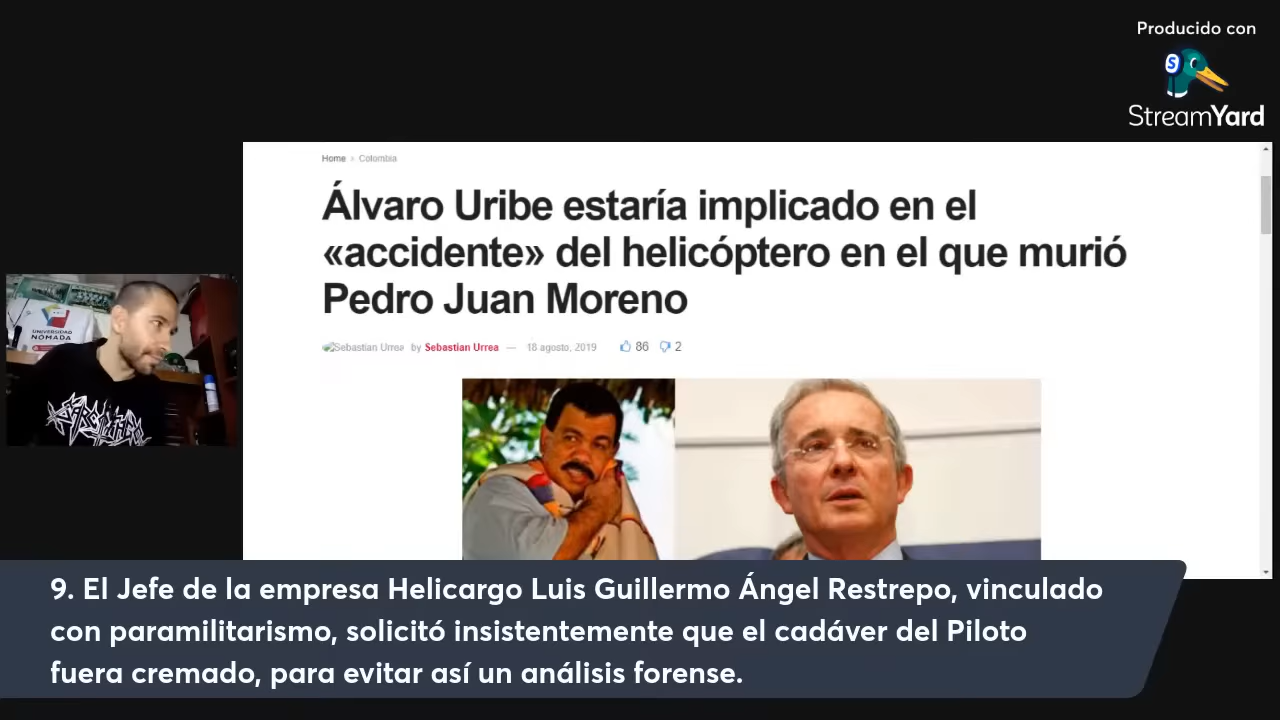 Producido con
StreamYard
Home > Colombia
Álvaro Uribe estaría implicado en el
«accidente» del helicóptero en el que murió
Pedro Juan Moreno
Sebastian Urrea by Sebastian Urrea — 18 agosto, 2019 86 2
UNIVERSIDAD
NÓMADA
9. El Jefe de la empresa Helicargo Luis Guillermo Ángel Restrepo, vinculado
con paramilitarismo, solicitó insistentemente que el cadáver del Piloto
fuera cremado, para evitar así un análisis forense.